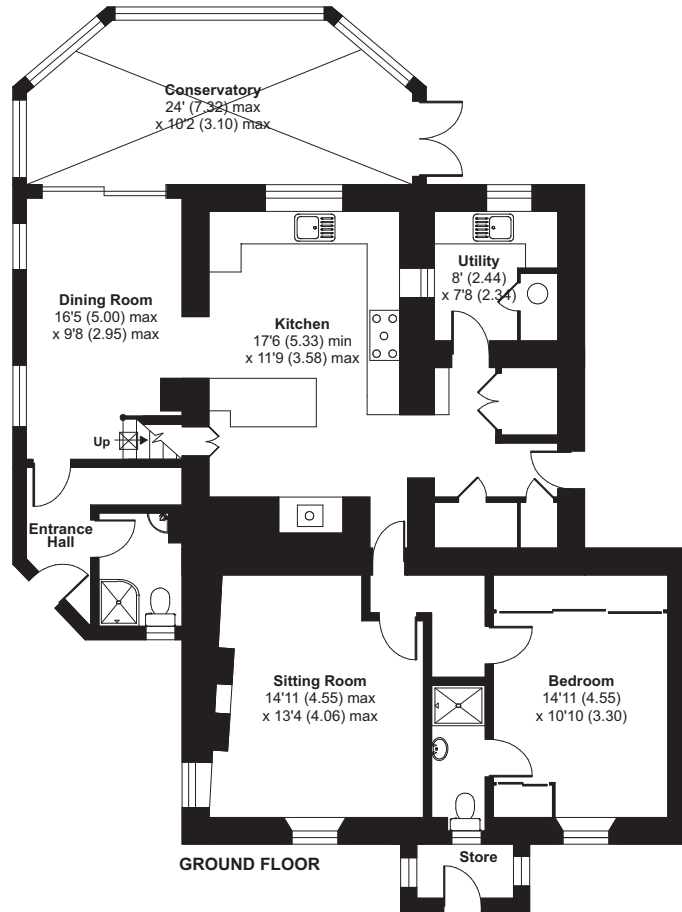 Conservatory
24' (7.32) max
x 10'2 (3.10) max
Utility
8' (2.44)
x 7'8 (2.34)
Dining Room
16'5 (5.00) max
x 9'8 (2.95) max
Kitchen
17'6 (5.33) min
x 11'9 (3.58) max
Up
Entrance
Hall
Sitting Room
14'11 (4.55) max
x 13'4 (4.06) max
Bedroom
14'11 (4.55)
x 10'10 (3.30)
GROUND FLOOR
Store